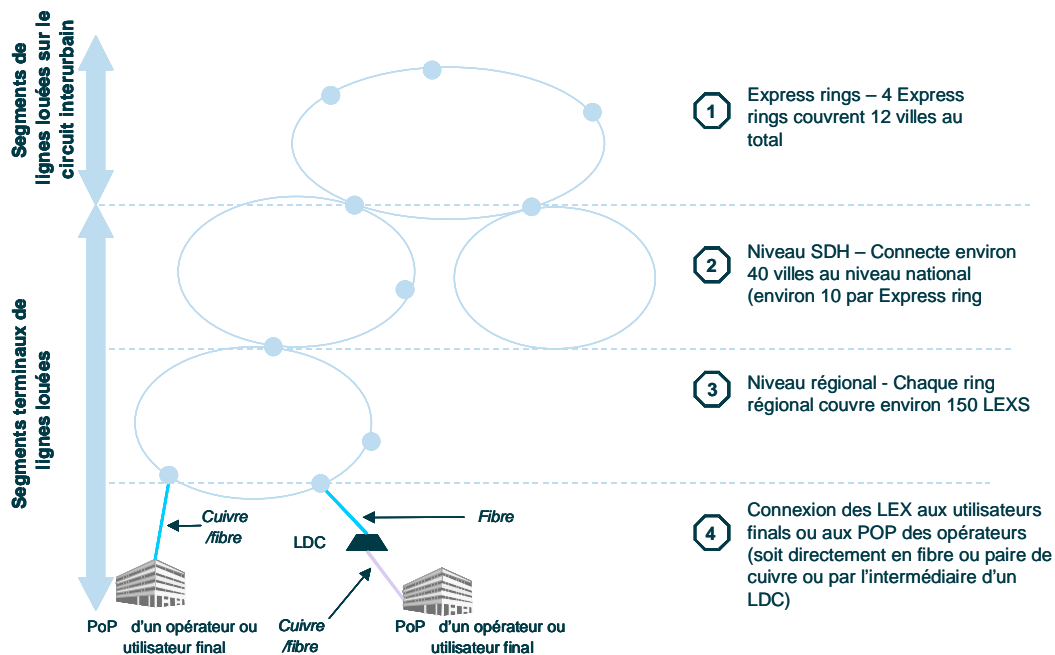 Segments de
lignes louées sur le
circuit interurbain
1
Express rings – 4 Express
rings couvrent 12 villes au
total
Segments terminaux de
lignes louées
2
Niveau SDH – Connecte environ
40 villes au niveau national
(environ 10 par Express ring
3
Niveau régional - Chaque ring
régional couvre environ 150 LEXS
4
Connexion des LEX aux utilisateurs
finals ou aux POP des opérateurs
(soit directement en fibre ou paire de
cuivre ou par l'intermédiaire d'un
LDC)
Cuivre
/fibre
Fibre
LDC
Cuivre
/fibre
PoP d'un opérateur ou
utilisateur final
PoP d'un opérateur ou
utilisateur final